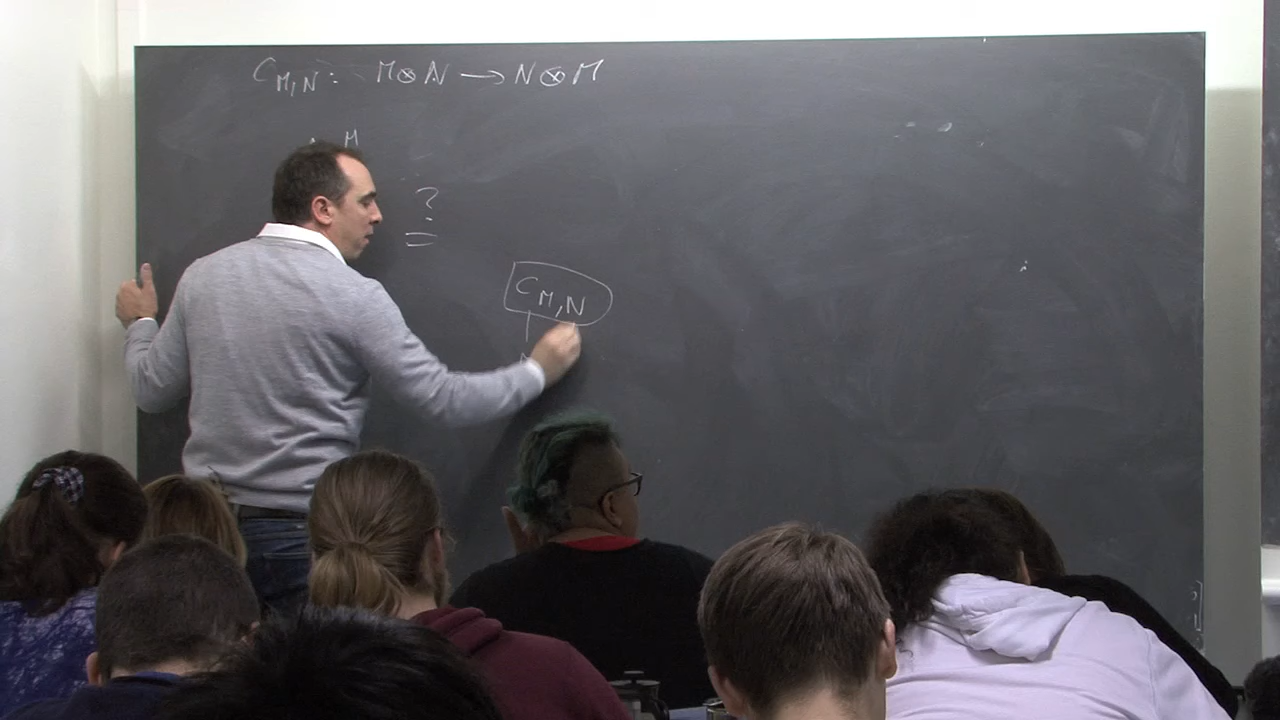 C_{M,N}: M⊗N → N⊗M
M
?
=
C_{M,N}